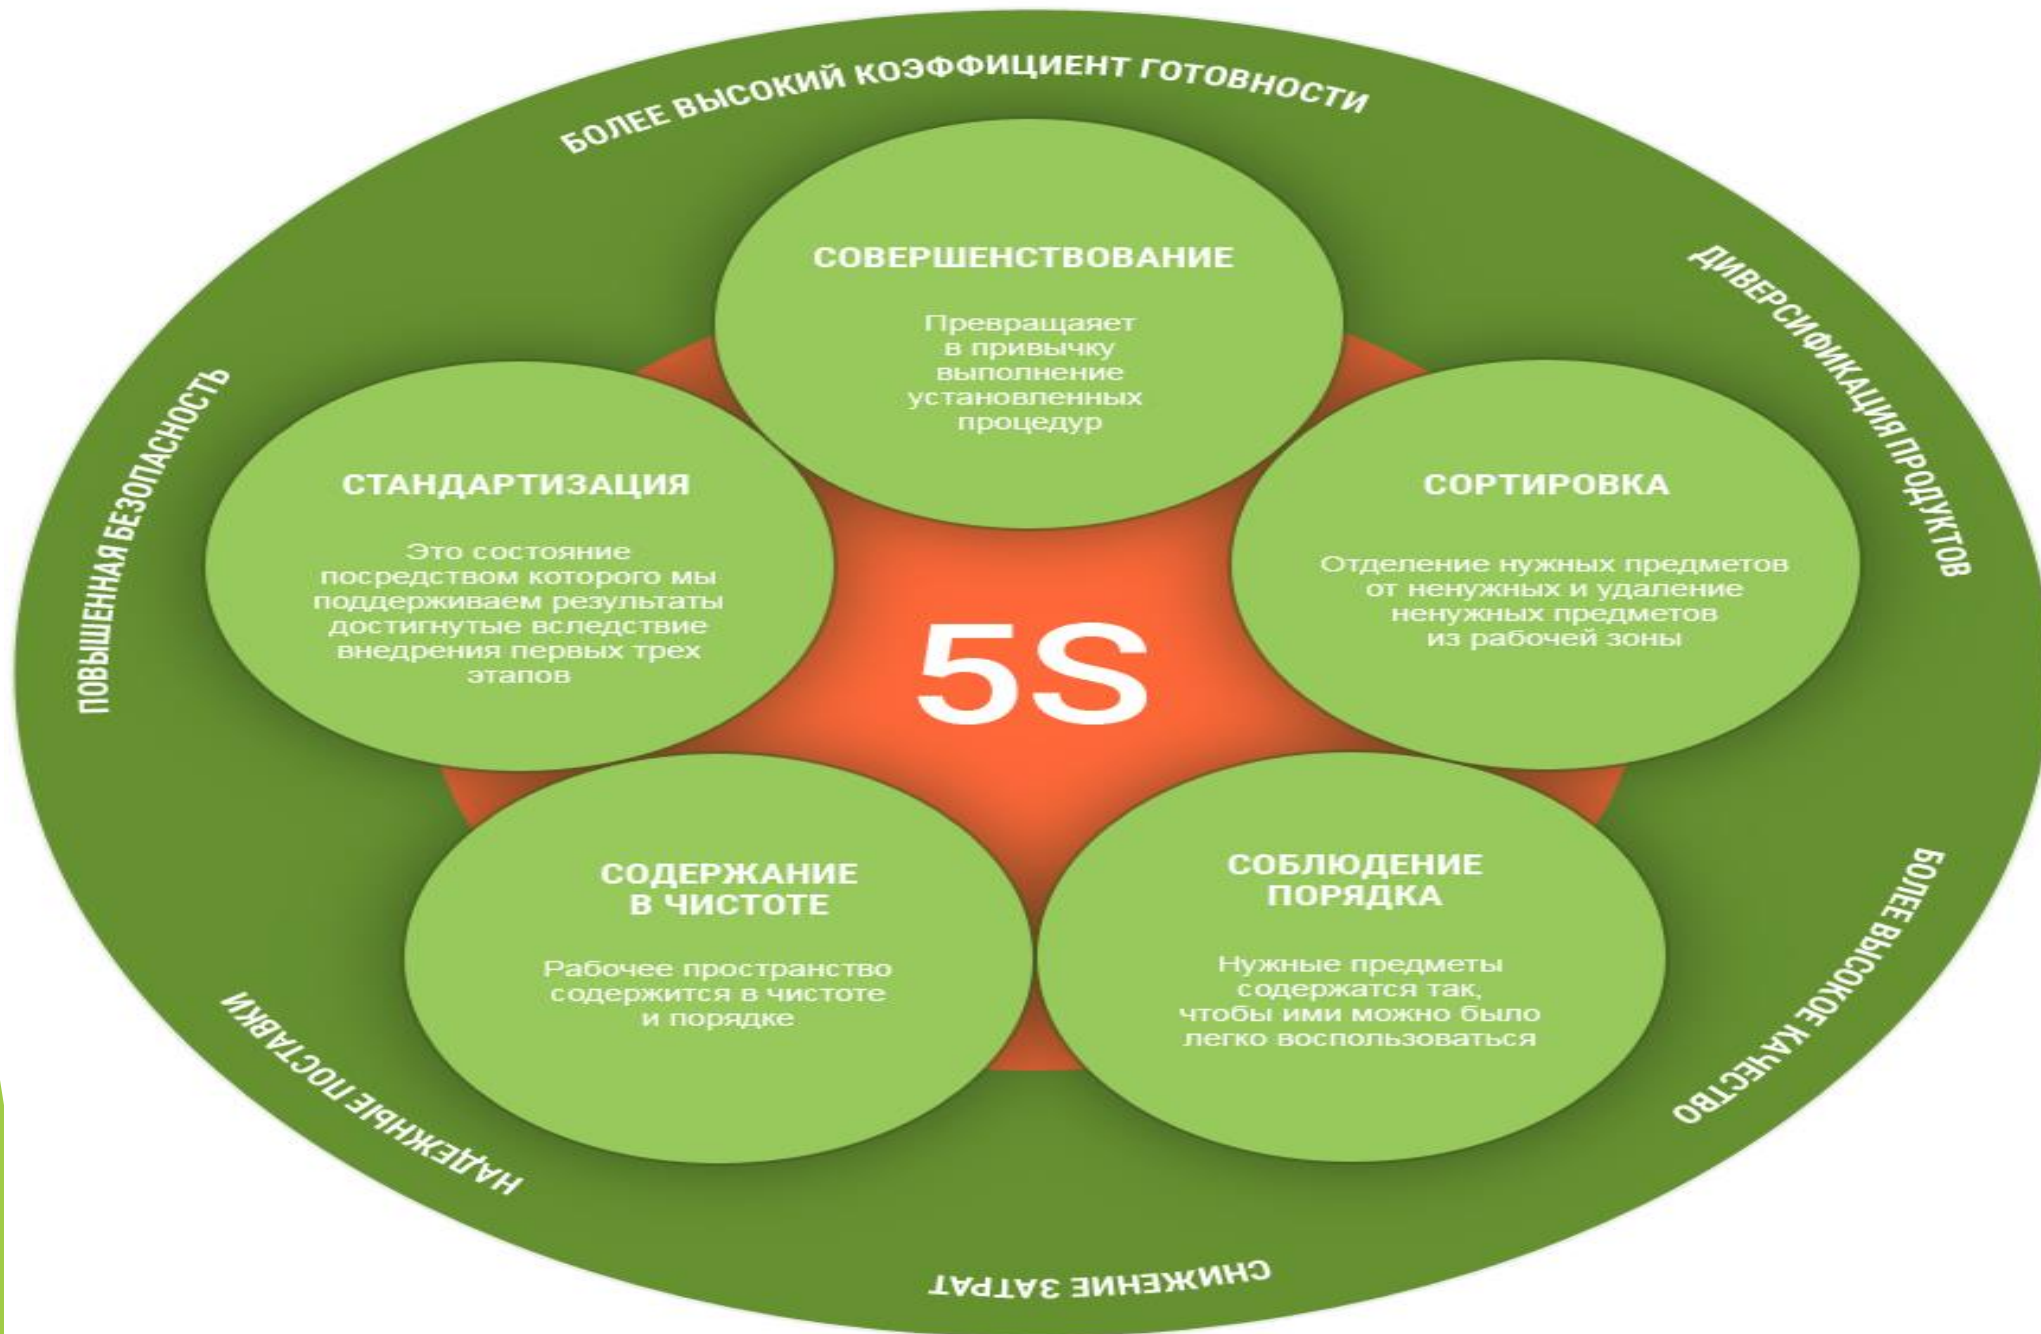 БОЛЕЕ ВЫСОКИЙ КОЭФФИЦИЕНТ ГОТОВНОСТИ
ДИВЕРСИФИКАЦИЯ ПРОДУКТОВ
БОЛЕЕ ВЫСОКОЕ КАЧЕСТВО
СНИЖЕНИЕ ЗАТРАТ
НАДЕЖНЫЕ ПОСТАВКИ
ПОВЫШЕННАЯ БЕЗОПАСНОСТЬ
СОВЕРШЕНСТВОВАНИЕ
Превращаяет
в привычку
выполнение
установленных
процедур
СОРТИРОВКА
Отделение нужных предметов
от ненужных и удаление
ненужных предметов
из рабочей зоны
СОБЛЮДЕНИЕ
ПОРЯДКА
Нужные предметы
содержатся так,
чтобы ими можно было
легко воспользоваться
СОДЕРЖАНИЕ
В ЧИСТОТЕ
Рабочее пространство
содержится в чистоте
и порядке
СТАНДАРТИЗАЦИЯ
Это состояние
посредством которого мы
поддерживаем результаты
достигнутые вследствие
внедрения первых трех
этапов
5S